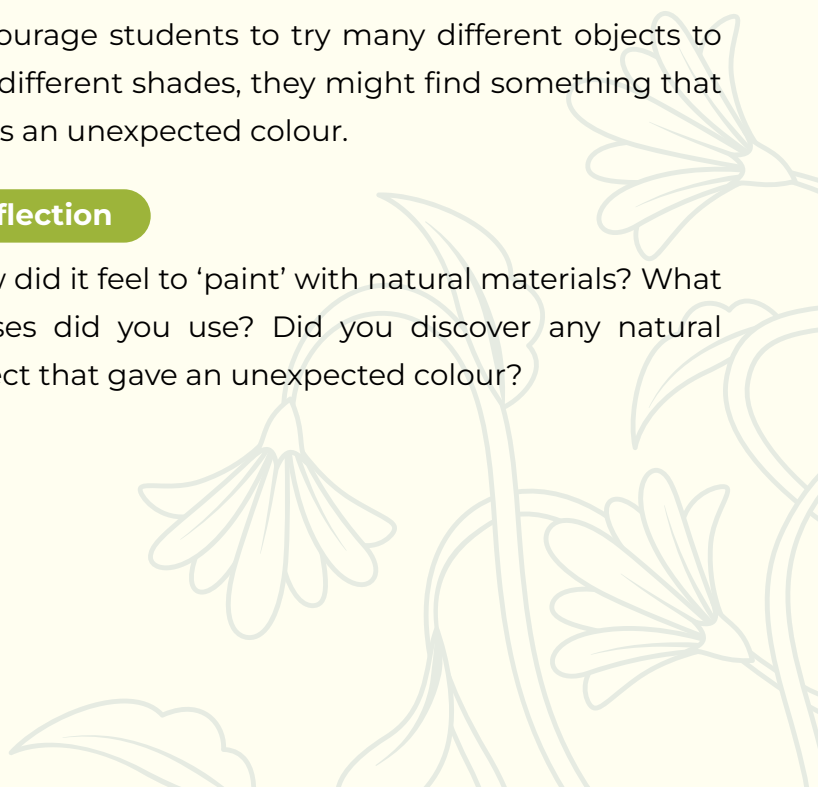 ourage students to try many different objects to
different shades, they might find something that
s an unexpected colour.
flection
did it feel to ‘paint’ with natural materials? What
ses did you use? Did you discover any natural
ect that gave an unexpected colour?